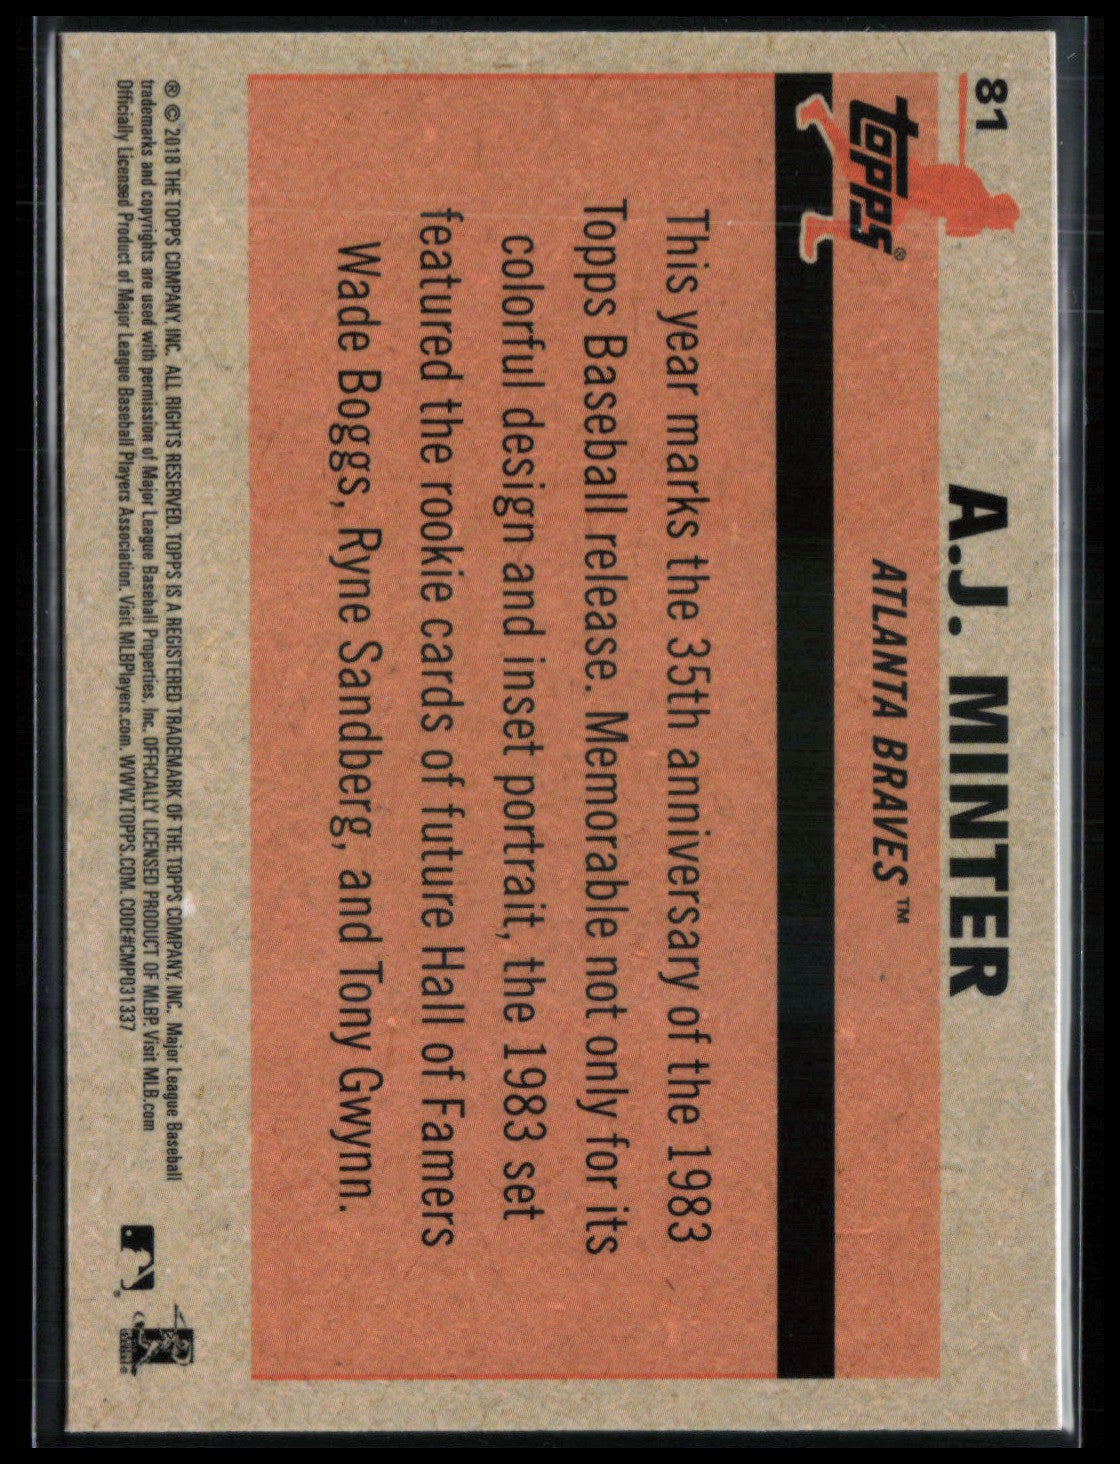 81
A.J. MINTER
TOPPS®
ATLANTA BRAVES™
This year marks the 35th anniversary of the 1983
Topps Baseball release. Memorable not only for its
colorful design and inset portrait, the 1983 set
featured the rookie cards of future Hall of Famers
Wade Boggs, Ryne Sandberg, and Tony Gwynn.
® © 2018 THE TOPPS COMPANY, INC. ALL RIGHTS RESERVED. TOPPS IS A REGISTERED TRADEMARK OF THE TOPPS COMPANY, INC. Major League Baseball
trademarks and copyrights are used with permission of Major League Baseball Properties, Inc. OFFICIALLY LICENSED PRODUCT OF MLBP. Visit MLB.com
Officially Licensed Product of Major League Baseball Players Association. Visit MLBPlayers.com. WWW.TOPPS.COM. CODE#CMP031337